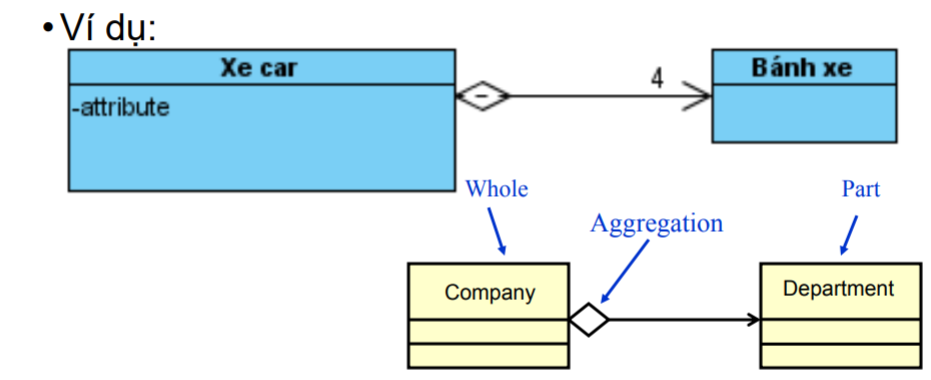 •Ví dụ:
Xe car
-attribute
4
Bánh xe
Whole
Part
Aggregation
Company
Department